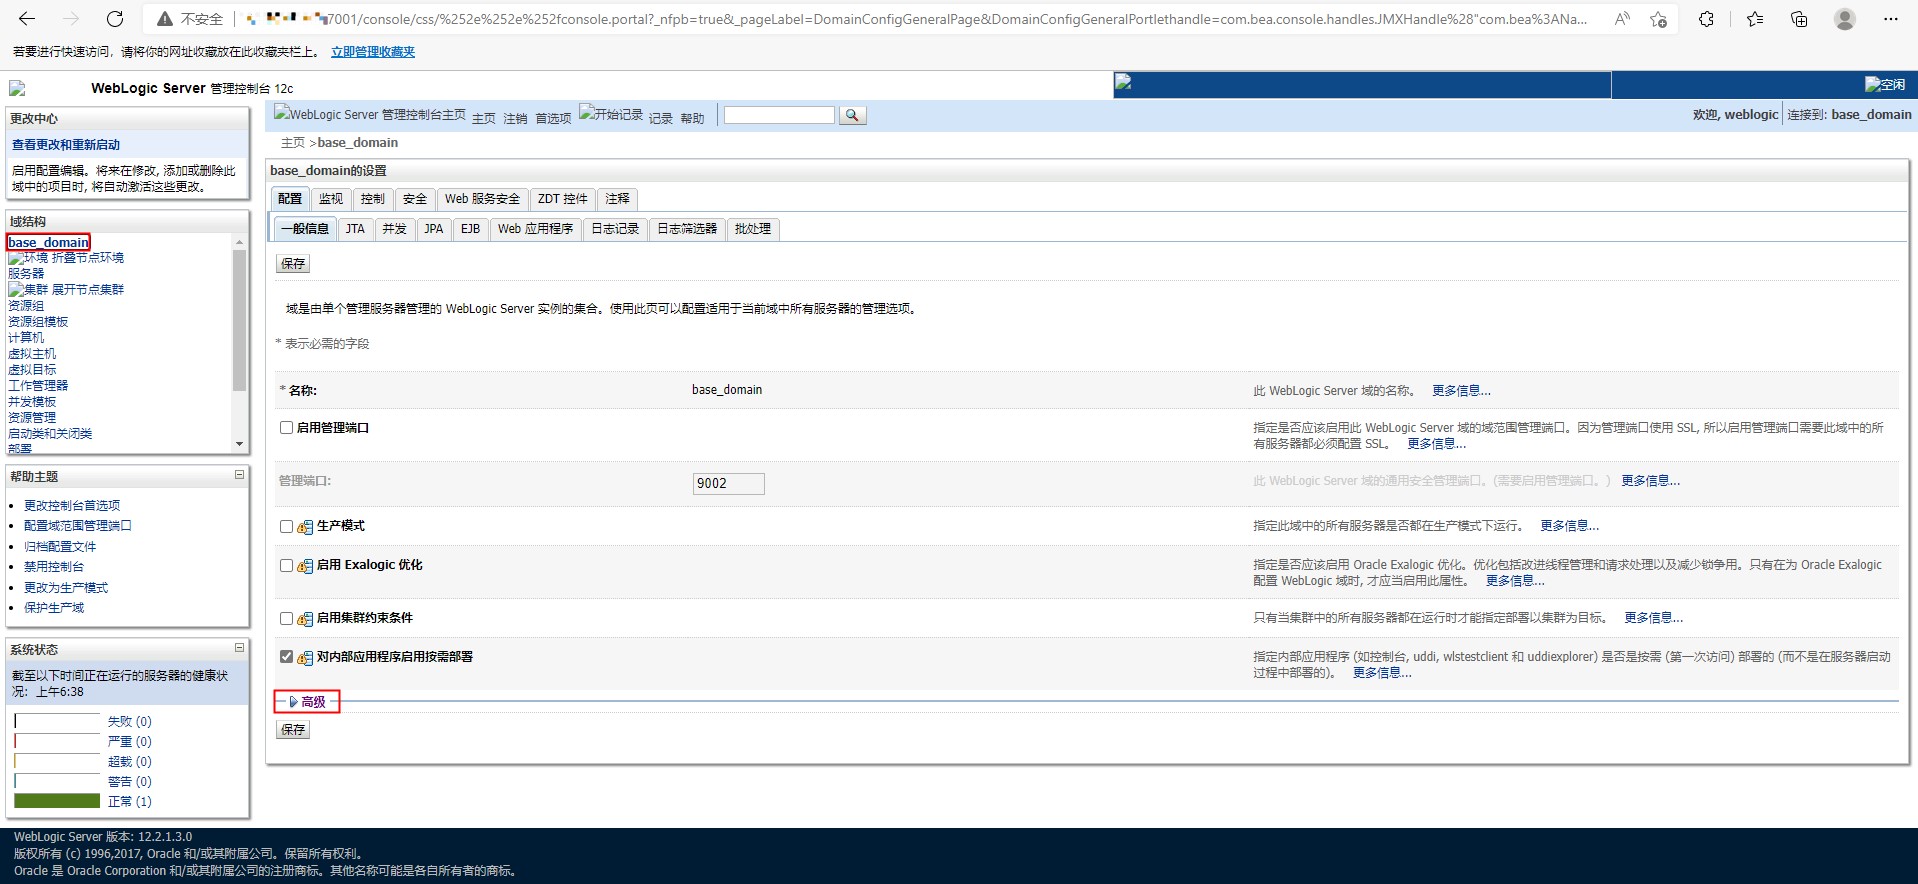 不安全
7001/console/css/%252e%252e%252fconsole.portal?_nfpb=true&_pageLabel=DomainConfigGeneralPage&DomainConfigGeneralPortlethandle=com.bea.console.handles.JMXHandle%28"com.bea%3ANa...
若要进行快速访问，请将你的网址收藏放在此收藏夹栏上。 立即管理收藏夹
WebLogic Server 管理控制台 12c
空闲
更改中心
查看更改和重新启动
启用配置编辑。将来在修改, 添加或删除此
域中的项目时, 将自动激活这些更改。
域结构
base_domain
环境 折叠节点环境
服务器
集群 展开节点集群
资源组
资源组模板
计算机
虚拟主机
虚拟目标
工作管理器
并发模板
资源管理
启动类和关闭类
部署
帮助主题
更改控制台首选项
配置域范围管理端口
归档配置文件
禁用控制台
更改为生产模式
保护生产域
系统状态
截至以下时间正在运行的服务器的健康状
况: 上午6:38
失败 (0)
严重 (0)
超载 (0)
警告 (0)
正常 (1)
WebLogic Server 管理控制台主页 主页 注销 首选项 开始记录 记录 帮助
欢迎, weblogic 连接到: base_domain
主页 >base_domain
base_domain的设置
配置 监视 控制 安全 Web 服务安全 ZDT 控件 注释
一般信息 JTA 并发 JPA EJB Web 应用程序 日志记录 日志筛选器 批处理
保存
域是由单个管理服务器管理的 WebLogic Server 实例的集合。使用此页可以配置适用于当前域中所有服务器的管理选项。
* 表示必需的字段
* 名称: base_domain 此 WebLogic Server 域的名称。 更多信息...
启用管理端口 指定是否应该启用此 WebLogic Server 域的域范围管理端口。因为管理端口使用 SSL, 所以启用管理端口需要此域中的所
有服务器都必须配置 SSL。 更多信息...
管理端口: 9002 此 WebLogic Server 域的通用安全管理端口。(需要启用管理端口。) 更多信息...
生产模式 指定此域中的所有服务器是否都在生产模式下运行。 更多信息...
启用 Exalogic 优化 指定是否应该启用 Oracle Exalogic 优化。优化包括改进线程管理和请求处理以及减少锁争用。只有在为 Oracle Exalogic
配置 WebLogic 域时, 才应当启用此属性。 更多信息...
启用集群约束条件 只有当集群中的所有服务器都在运行时才能指定部署以集群为目标。 更多信息...
对内部应用程序启用按需部署 指定内部应用程序 (如控制台, uddi, wlstestclient 和 uddiexplorer) 是否是按需 (第一次访问) 部署的 (而不是在服务器启动
过程中部署的)。 更多信息...
高级
保存
WebLogic Server 版本: 12.2.1.3.0
版权所有 (c) 1996,2017, Oracle 和/或其附属公司。保留所有权利。
Oracle 是 Oracle Corporation 和/或其附属公司的注册商标。其他名称可能是各自所有者的商标。